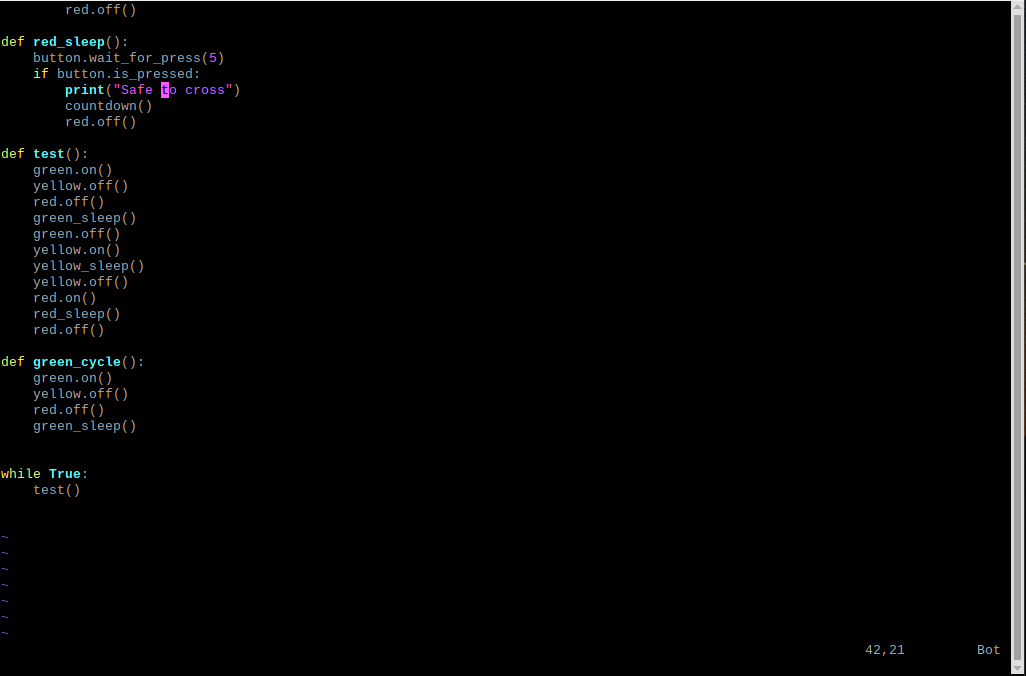 red.off()

def red_sleep():
    button.wait_for_press(5)
    if button.is_pressed:
        print("Safe to cross")
        countdown()
        red.off()

def test():
    green.on()
    yellow.off()
    red.off()
    green_sleep()
    green.off()
    yellow.on()
    yellow_sleep()
    yellow.off()
    red.on()
    red_sleep()
    red.off()

def green_cycle():
    green.on()
    yellow.off()
    red.off()
    green_sleep()


while True:
    test()


~
~
~
~
~
~
~
42,21 Bot